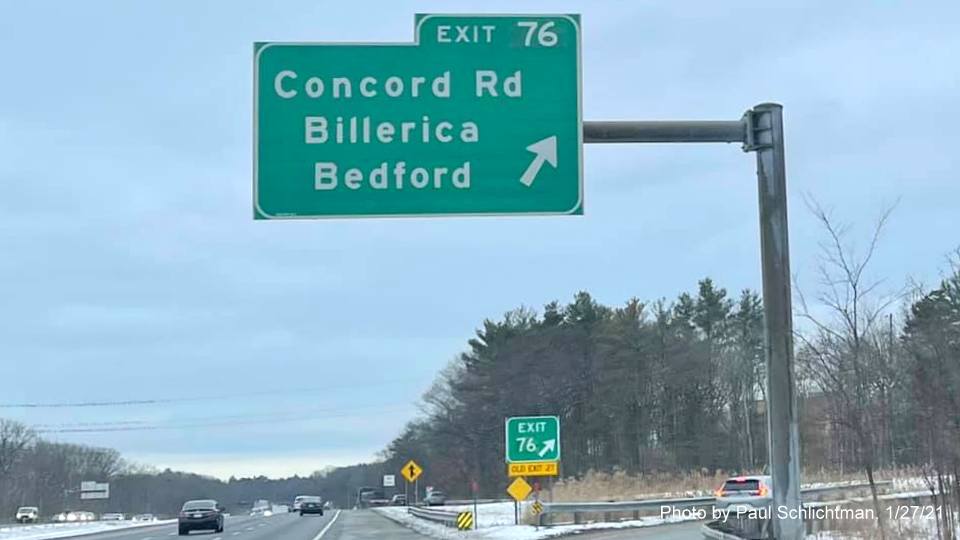 EXIT 76
Concord Rd
Billerica
Bedford
EXIT
76
OLD EXIT 27
Photo by Paul Schlichtman, 1/27/21